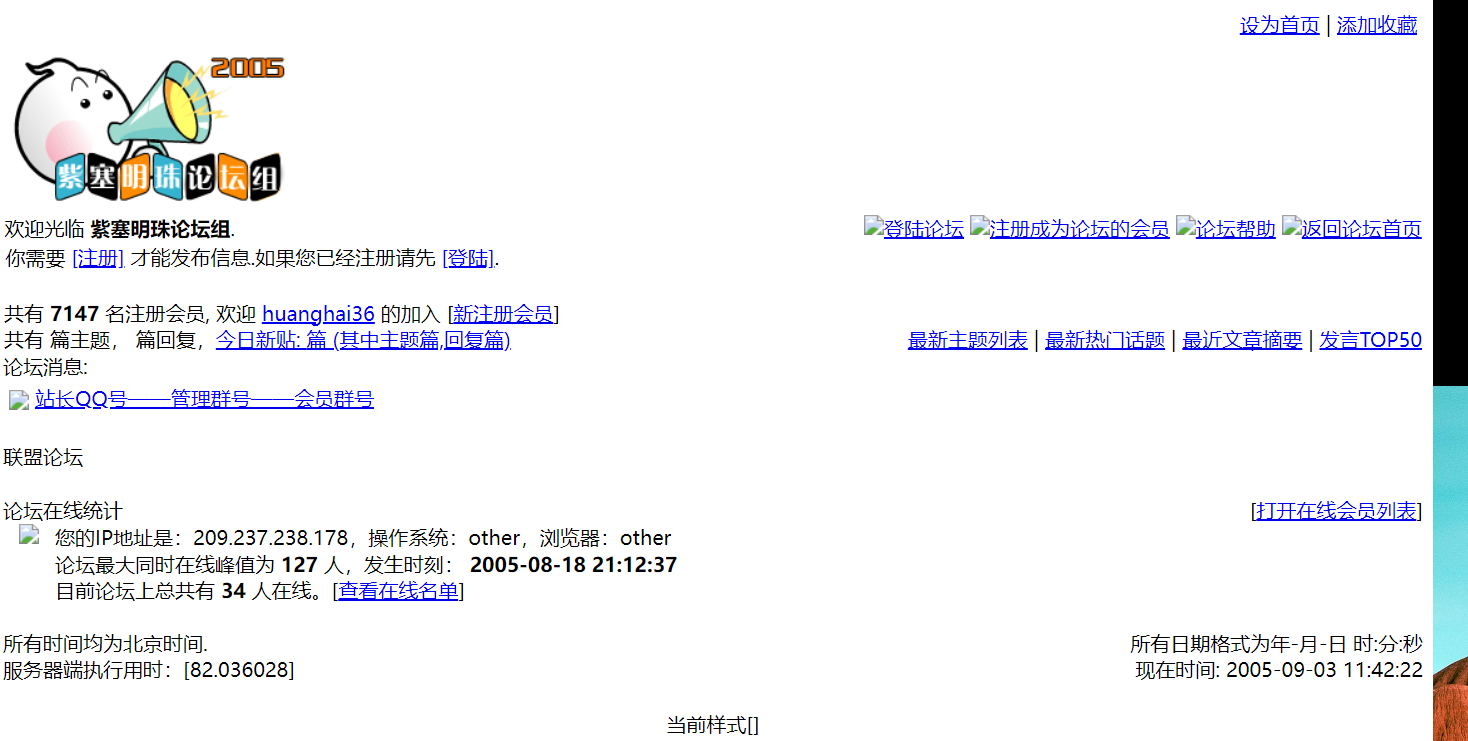 设为首页 | 添加收藏
2005
紫塞明珠论坛组
欢迎光临 紫塞明珠论坛组.
登陆论坛 注册成为论坛的会员 论坛帮助 返回论坛首页
你需要 [注册] 才能发布信息.如果您已经注册请先 [登陆].
共有 7147 名注册会员, 欢迎 huanghai36 的加入 [新注册会员]
共有 篇主题， 篇回复，今日新贴: 篇 (其中主题篇,回复篇)
最新主题列表 | 最新热门话题 | 最近文章摘要 | 发言TOP50
论坛消息:
站长QQ号——管理群号——会员群号
联盟论坛
论坛在线统计
[打开在线会员列表]
您的IP地址是：209.237.238.178，操作系统：other，浏览器：other
论坛最大同时在线峰值为 127 人，发生时刻： 2005-08-18 21:12:37
目前论坛上总共有 34 人在线。[查看在线名单]
所有时间均为北京时间.
所有日期格式为年-月-日 时:分:秒
服务器端执行用时：[82.036028]
现在时间: 2005-09-03 11:42:22
当前样式[]